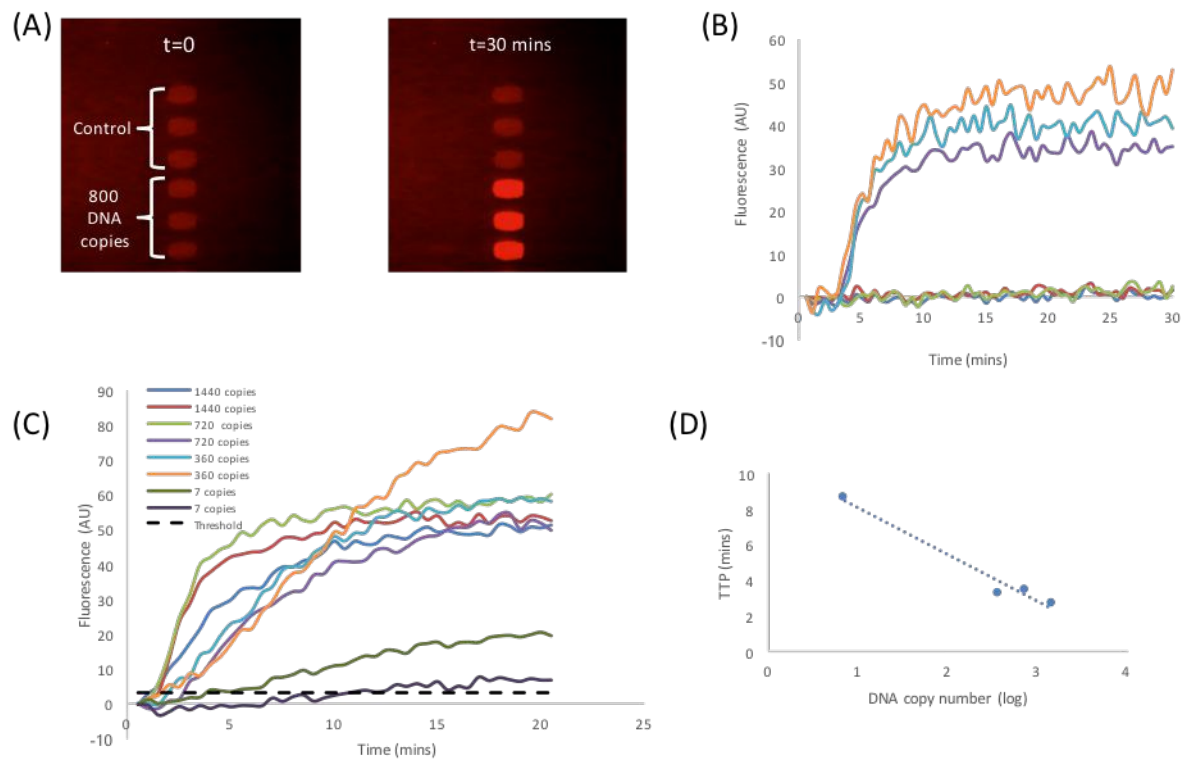 (A)
t=0
t=30 mins
Control
800
DNA
copies
(B)
60
50
40
30
20
10
0
-10
0
5
10
15
20
25
30
Fluorescence (AU)
Time (mins)
(C)
90
80
70
60
50
40
30
20
10
0
-10
0
5
10
15
20
25
Fluorescence (AU)
Time (mins)
1440 copies
1440 copies
720 copies
720 copies
360 copies
360 copies
7 copies
7 copies
Threshold
(D)
10
8
6
4
2
0
0
1
2
3
4
TTP (mins)
DNA copy number (log)